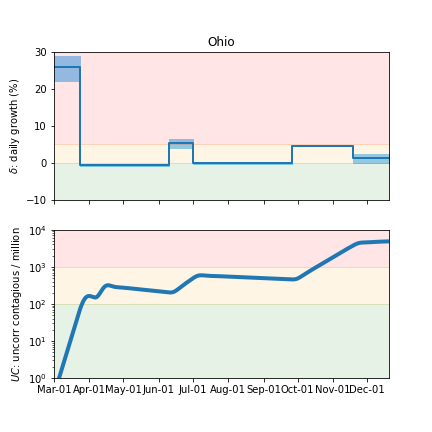 Ohio
30
20
10
0
−10
δ: daily growth (%)
10⁴
10³
10²
10¹
10⁰
UC: uncorr contagious / million
Mar-01 Apr-01 May-01 Jun-01 Jul-01 Aug-01 Sep-01 Oct-01 Nov-01 Dec-01